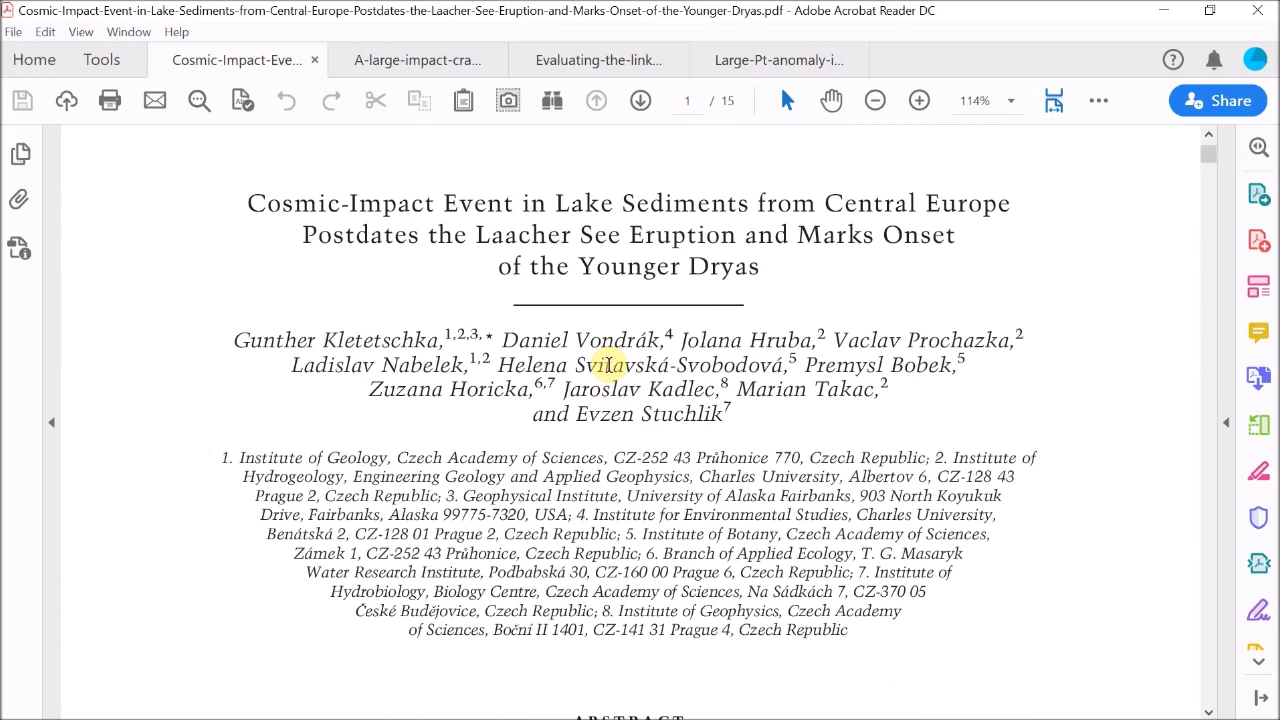 Cosmic-Impact-Event-in-Lake-Sediments-from-Central-Europe-Postdates-the-Laacher-See-Eruption-and-Marks-Onset-of-the-Younger-Dryas.pdf - Adobe Acrobat Reader DC
File Edit View Window Help
Home Tools Cosmic-Impact-Eve... × A-large-impact-cra... Evaluating-the-link... Large-Pt-anomaly-i...
1 / 15 114% Share
Cosmic-Impact Event in Lake Sediments from Central Europe
Postdates the Laacher See Eruption and Marks Onset
of the Younger Dryas
Gunther Kletetschka,1,2,3,* Daniel Vondrák,4 Jolana Hruba,2 Vaclav Prochazka,2
Ladislav Nabelek,1,2 Helena Svitavská-Svobodová,5 Premysl Bobek,5
Zuzana Horicka,6,7 Jaroslav Kadlec,8 Marian Takac,2
and Evzen Stuchlik7
1. Institute of Geology, Czech Academy of Sciences, CZ-252 43 Průhonice 770, Czech Republic; 2. Institute of
Hydrogeology, Engineering Geology and Applied Geophysics, Charles University, Albertov 6, CZ-128 43
Prague 2, Czech Republic; 3. Geophysical Institute, University of Alaska Fairbanks, 903 North Koyukuk
Drive, Fairbanks, Alaska 99775-7320, USA; 4. Institute for Environmental Studies, Charles University,
Benátská 2, CZ-128 01 Prague 2, Czech Republic; 5. Institute of Botany, Czech Academy of Sciences,
Zámek 1, CZ-252 43 Průhonice, Czech Republic; 6. Branch of Applied Ecology, T. G. Masaryk
Water Research Institute, Podbabská 30, CZ-160 00 Prague 6, Czech Republic; 7. Institute of
Hydrobiology, Biology Centre, Czech Academy of Sciences, Na Sádkách 7, CZ-370 05
České Budějovice, Czech Republic; 8. Institute of Geophysics, Czech Academy
of Sciences, Boční II 1401, CZ-141 31 Prague 4, Czech Republic
ABSTRACT